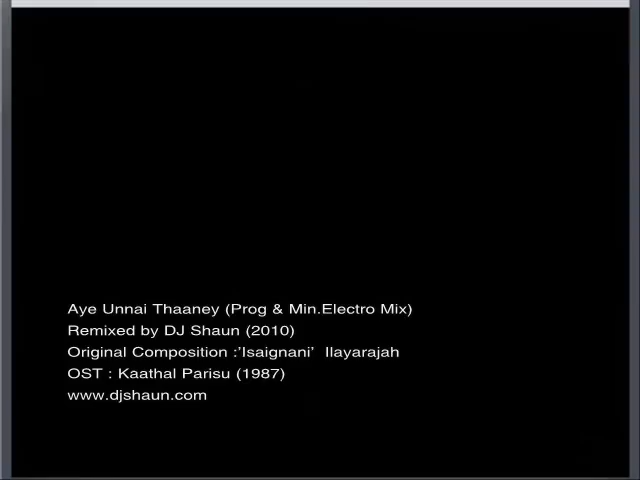 Aye Unnai Thaaney (Prog & Min.Electro Mix)
Remixed by DJ Shaun (2010)
Original Composition :'Isaignani'  Ilayarajah
OST : Kaathal Parisu (1987)
www.djshaun.com